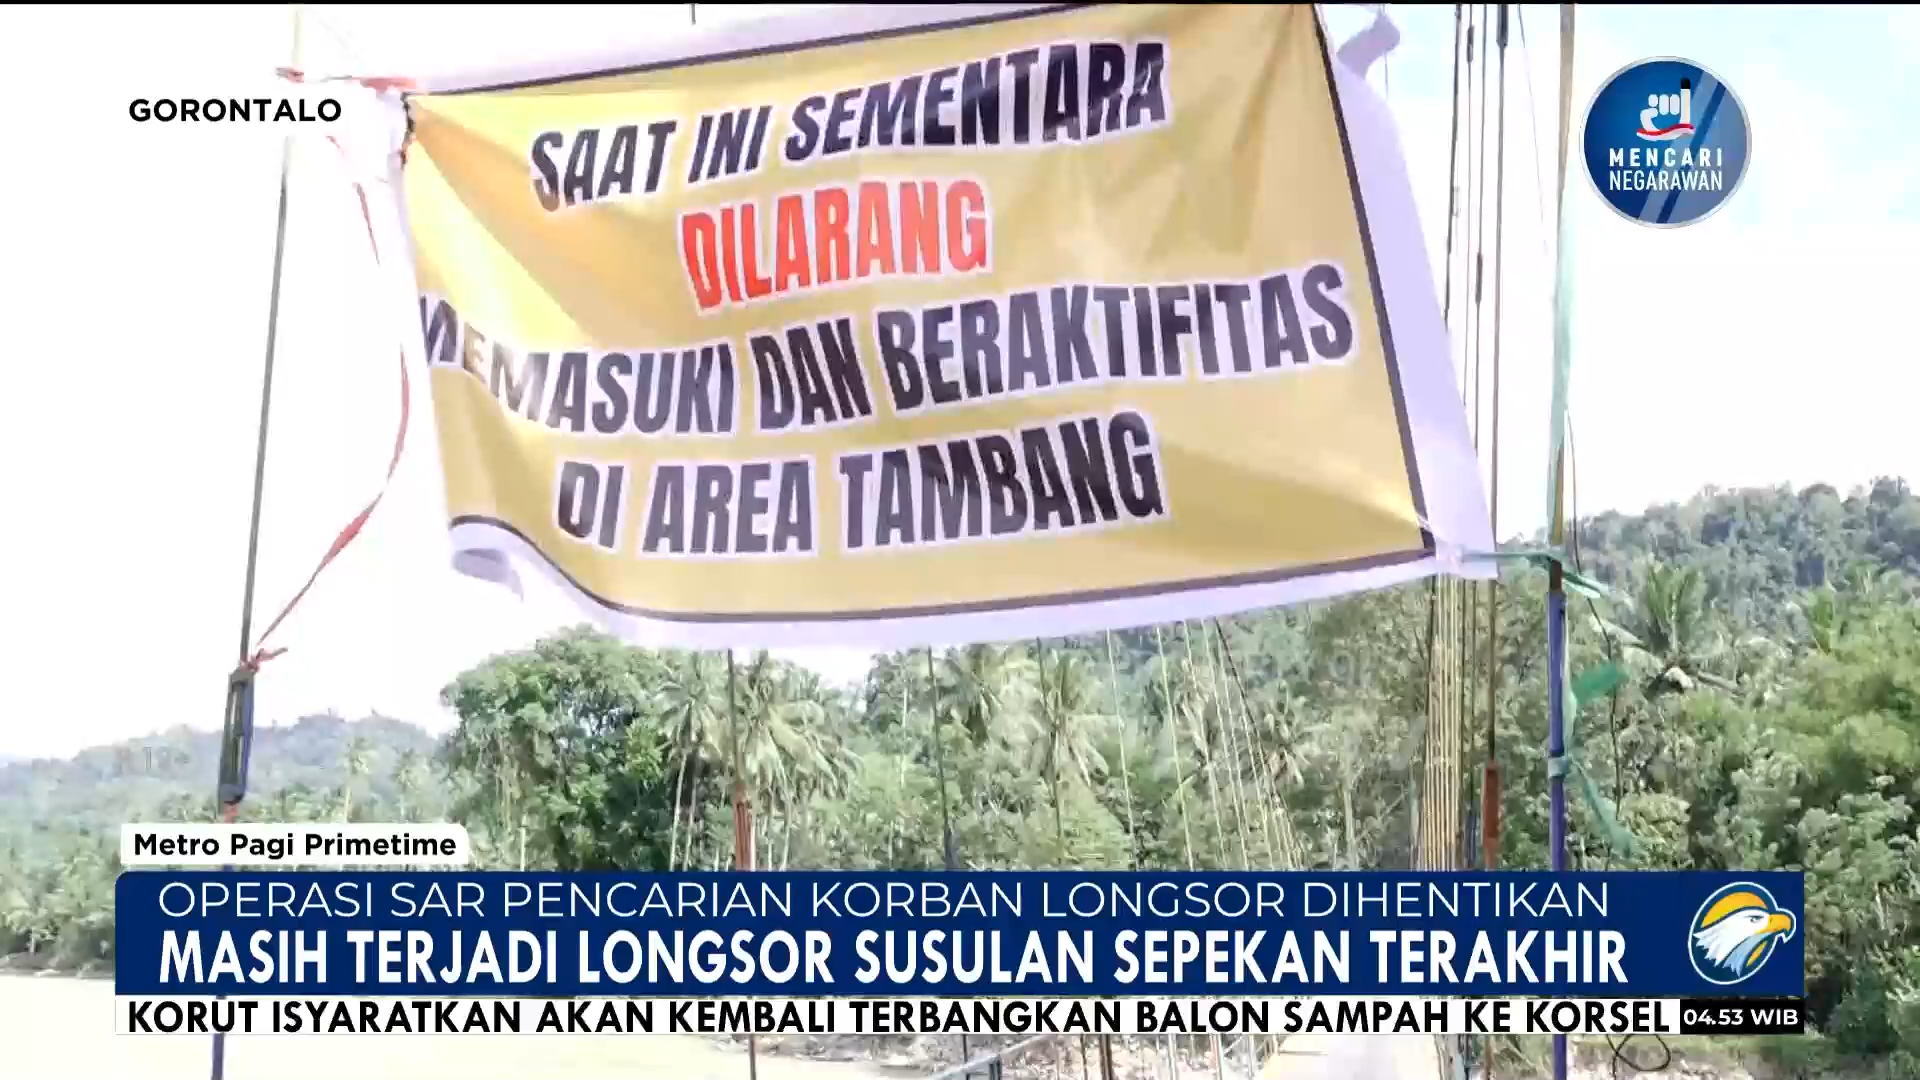 GORONTALO
MENCARI
NEGARAWAN
SAAT INI SEMENTARA
DILARANG
MEMASUKI DAN BERAKTIFITAS
DI AREA TAMBANG
Metro Pagi Primetime
OPERASI SAR PENCARIAN KORBAN LONGSOR DIHENTIKAN
MASIH TERJADI LONGSOR SUSULAN SEPEKAN TERAKHIR
KORUT ISYARATKAN AKAN KEMBALI TERBANGKAN BALON SAMPAH KE KORSEL 04.53 WIB